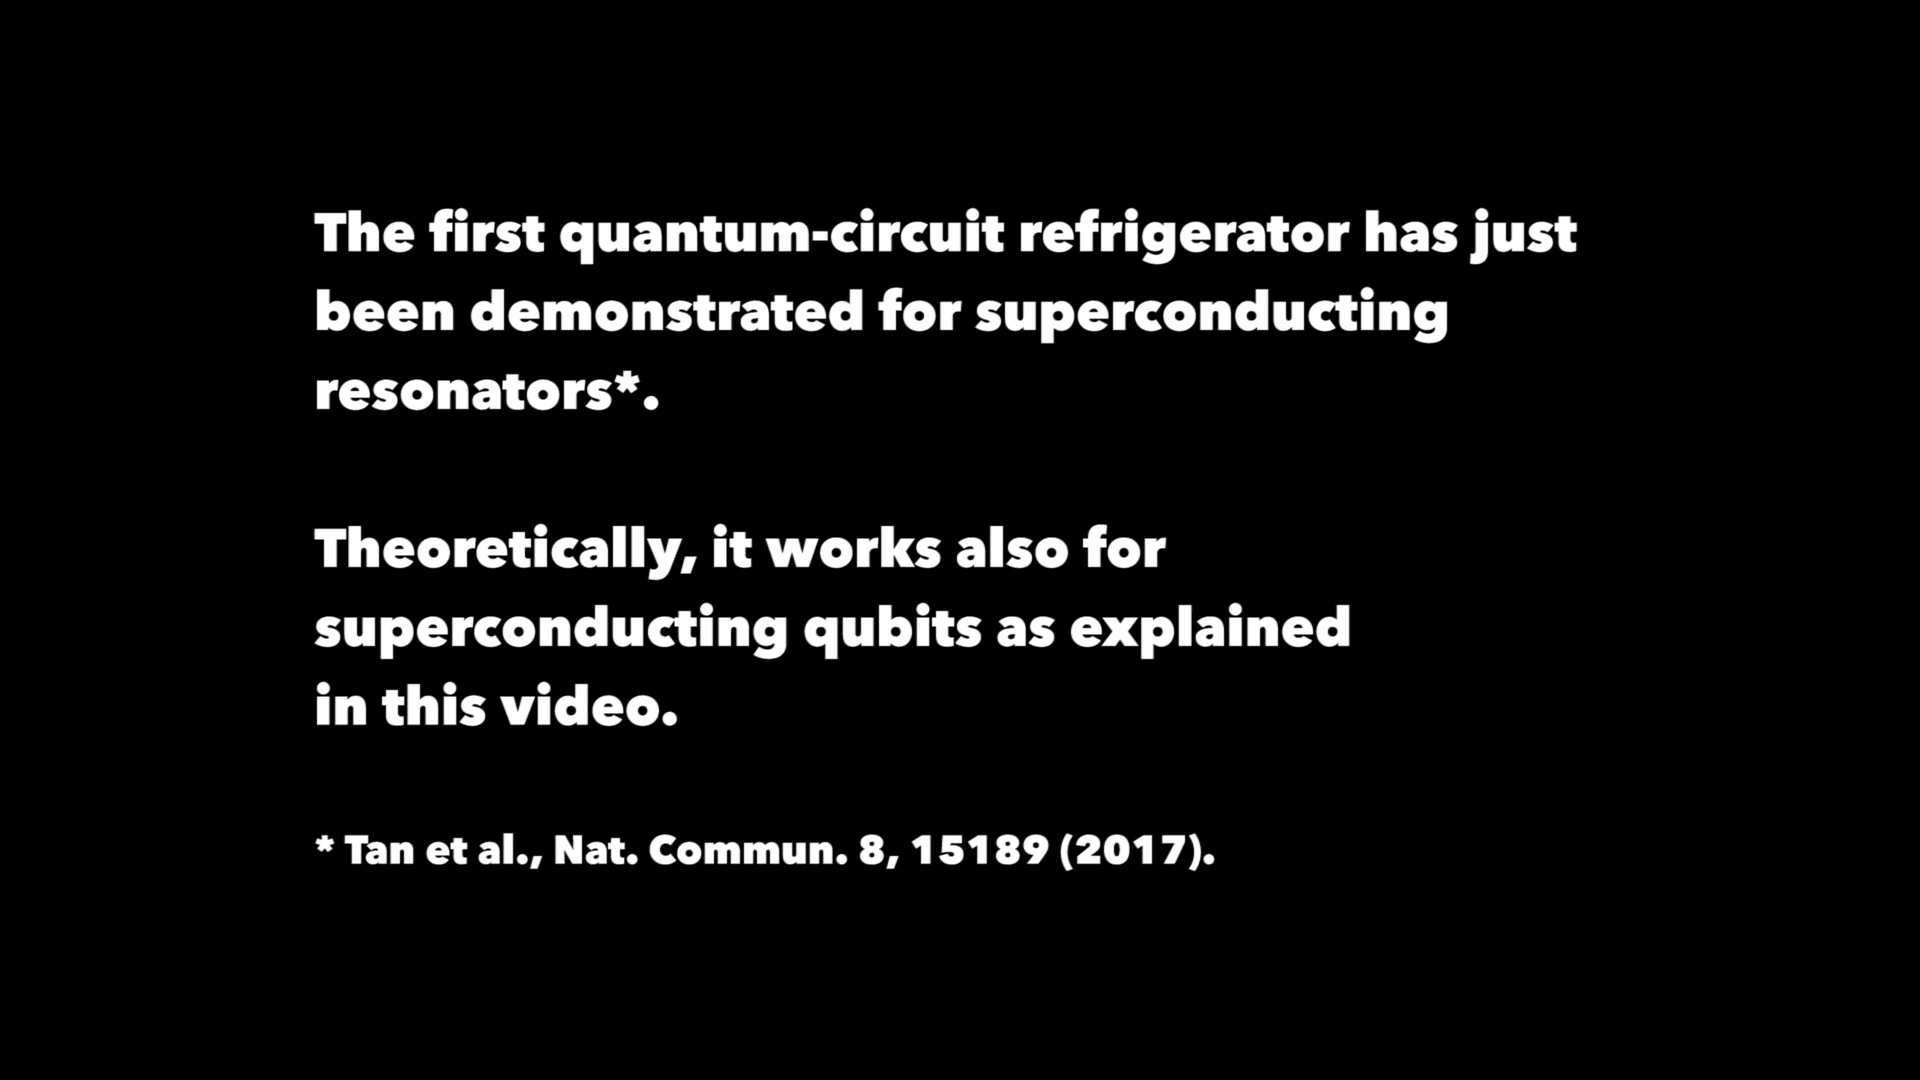 The first quantum-circuit refrigerator has just
been demonstrated for superconducting
resonators*.
Theoretically, it works also for
superconducting qubits as explained
in this video.
* Tan et al., Nat. Commun. 8, 15189 (2017).